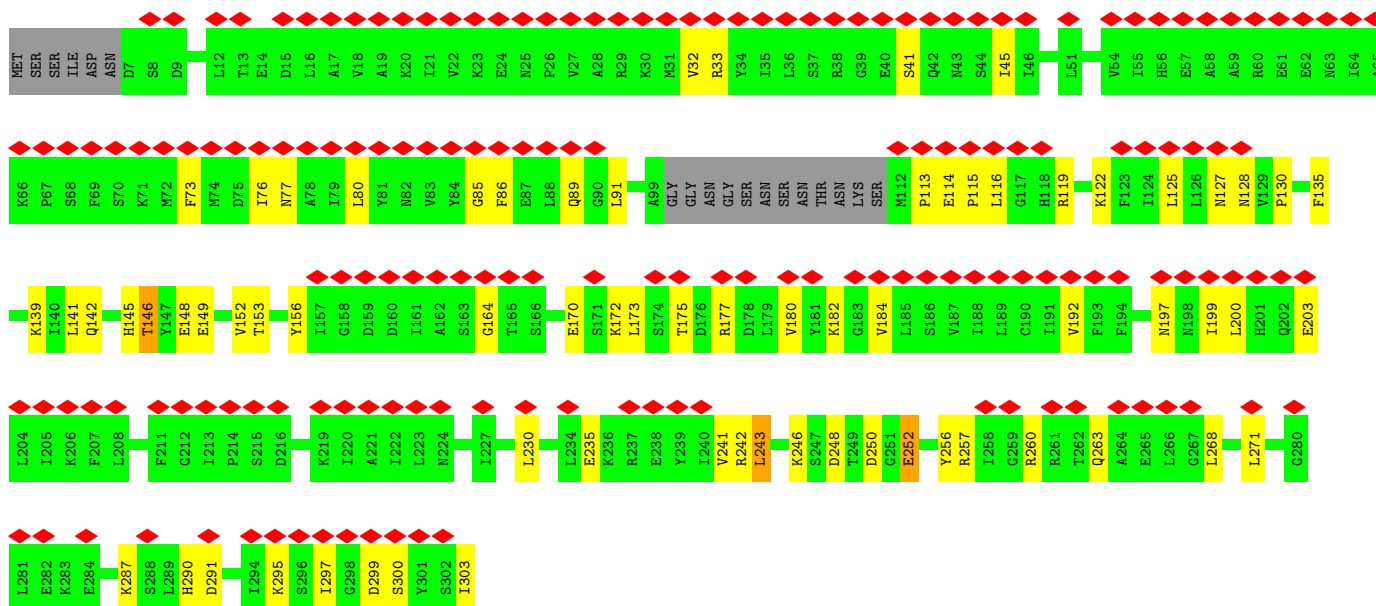 MET SER SER ILE ASP ASN D7 S8 D9 L12 T13 E14 D15 L16 A17 V18 A19 K20 I21 V22 K23 E24 N25 P26 V27 A28 R29 K30 M31 V32 R33 Y34 I35 L36 S37 R38 G39 E40 S41 Q42 N43 S44 I45 I46 L51 V54 I55 H56 E57 A58 A59 R60 E61 E62 N63 I64 A65
K66 P67 S68 F69 S70 K71 M72 F73 M74 D75 I76 N77 A78 I79 L80 Y81 N82 V83 Y84 G85 F86 E87 L88 Q89 G90 L91 A99 GLY GLY ASN GLY SER ASN SER ASN THR ASN LYS SER M112 P113 E114 P115 L116 G117 H118 R119 K122 F123 I124 L125 L126 N127 N128 V129 P130 F135
K139 I140 L141 Q142 H145 T146 Y147 E148 E149 V152 T153 Y156 I157 G158 D159 D160 I161 A162 S163 G164 T165 S166 E170 S171 K172 L173 S174 T175 D176 R177 D178 L179 V180 Y181 K182 G183 V184 L185 S186 V187 I188 L189 C190 I191 V192 F193 F194 N197 N198 I199 L200 H201 Q202 E203
L204 I205 K206 F207 L208 F211 G212 I213 P214 S215 D216 K219 I220 A221 I222 L223 N224 I227 L230 L234 E235 K236 R237 E238 Y239 I240 V241 R242 L243 K246 S247 D248 T249 D250 G251 E252 Y256 R257 I258 G259 R260 R261 T262 Q263 A264 E265 L266 G267 L268 L271 G280
L281 E282 K283 E284 K287 S288 L289 H290 D291 I294 K295 S296 I297 G298 D299 S300 Y301 S302 I303